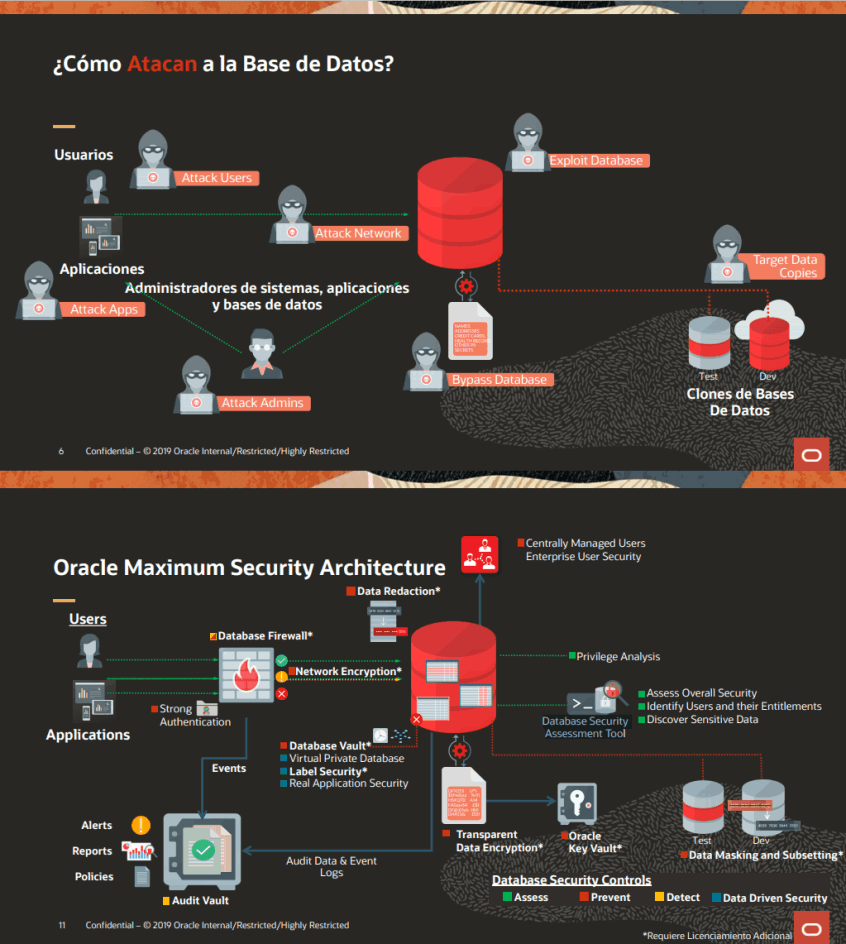 ¿Cómo Atacan a la Base de Datos?
Usuarios
Attack Users
Exploit Database
Attack Network
Aplicaciones
Target Data
Copies
Administradores de sistemas, aplicaciones
y bases de datos
Attack Apps
NAMES
ADDRESSES
CREDIT CARDS
SECRETS
Test
Dev
Bypass Database
Clones de Bases
De Datos
Attack Admins
6 Confidential – © 2019 Oracle Internal/Restricted/Highly Restricted
Oracle Maximum Security Architecture
Centrally Managed Users
Enterprise User Security
Data Redaction*
Users
Database Firewall*
Network Encryption*
Privilege Analysis
Strong
Authentication
Applications
Database Security
Assessment Tool
Assess Overall Security
Identify Users and their Entitlements
Discover Sensitive Data
Database Vault*
Virtual Private Database
Label Security*
Real Application Security
Events
Alerts
Reports
Policies
Audit Vault
Audit Data & Event
Logs
Transparent
Data Encryption*
Oracle
Key Vault*
Test
Dev
Data Masking and Subsetting*
Database Security Controls
Assess
Prevent
Detect
Data Driven Security
11 Confidential – © 2019 Oracle Internal/Restricted/Highly Restricted
*Requiere Licenciamiento Adicional